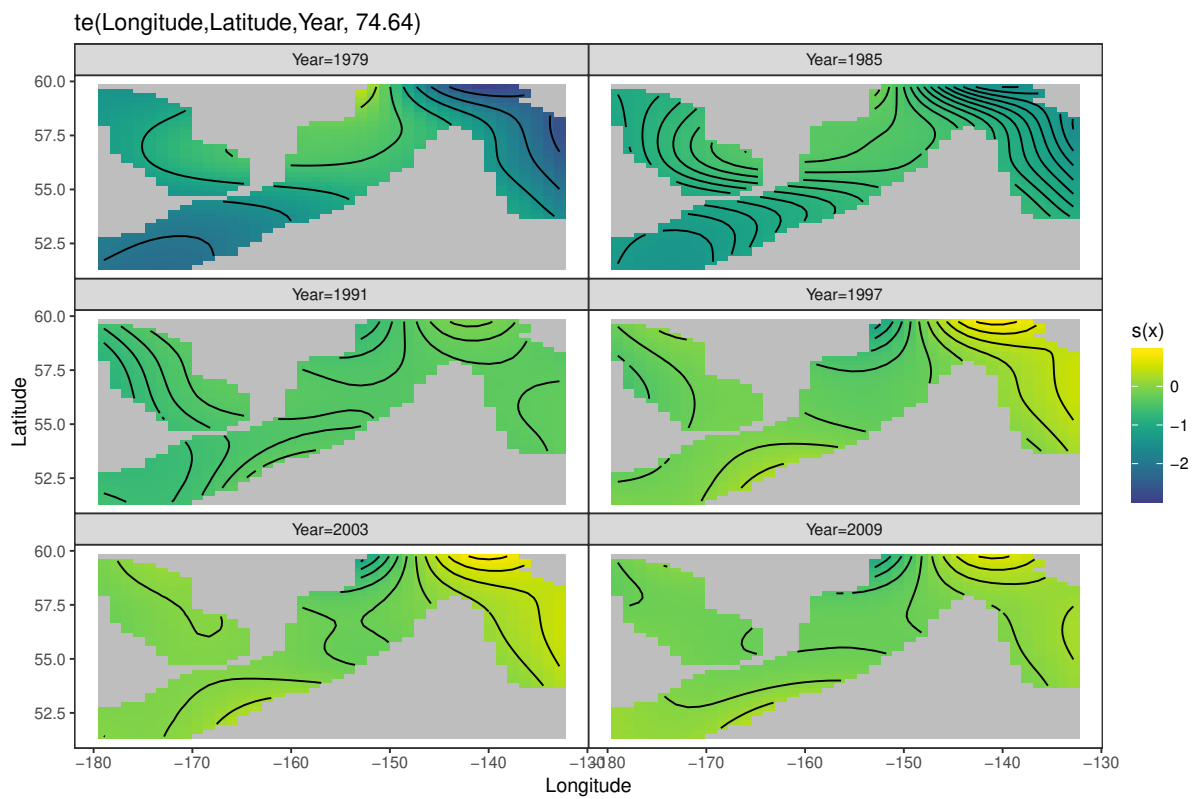 te(Longitude,Latitude,Year, 74.64)
Year=1979 Year=1985
60.0
57.5
55.0
52.5
Year=1991 Year=1997
60.0
57.5
55.0
52.5
Year=2003 Year=2009
60.0
57.5
55.0
52.5
Latitude
−180 −170 −160 −150 −140 −130 −180 −170 −160 −150 −140 −130
Longitude
s(x)
0
−1
−2